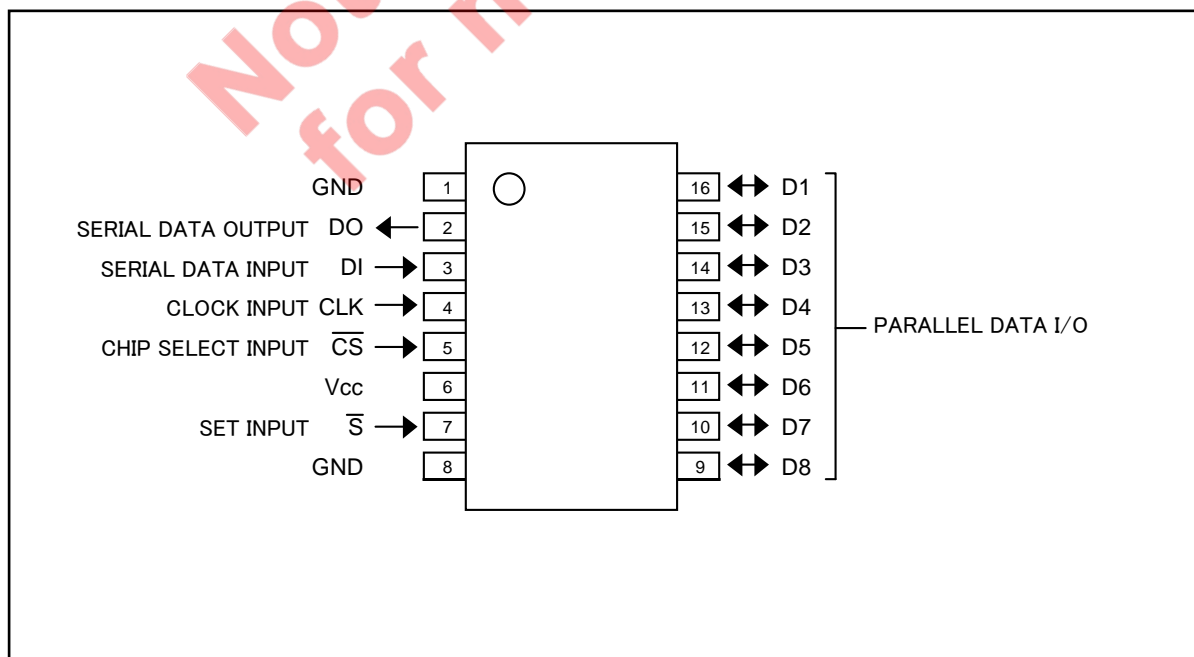 No
for
GND 1 16 D1
SERIAL DATA OUTPUT DO 2 15 D2
SERIAL DATA INPUT DI 3 14 D3
CLOCK INPUT CLK 4 13 D4
CHIP SELECT INPUT C̅S̅ 5 12 D5
Vcc 6 11 D6
SET INPUT S̅ 7 10 D7
GND 8 9 D8
PARALLEL DATA I/O